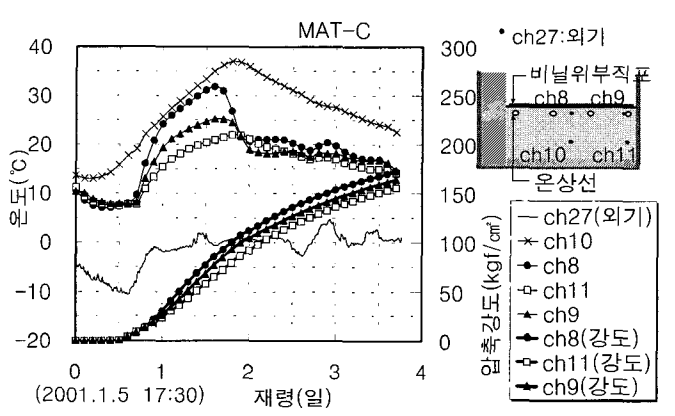 MAT-C
40
30
20
10
0
-10
-20
온도(℃)
300
250
200
150
100
50
0
압축강도(kgf/㎠)
0 1 2 3 4
(2001.1.5 17:30) 재령(일)
ch27:외기
비닐위부직포
ch8 ch9
ch10 ch11
온상선
ch27(외기)
ch10
ch8
ch11
ch9
ch8(강도)
ch11(강도)
ch9(강도)